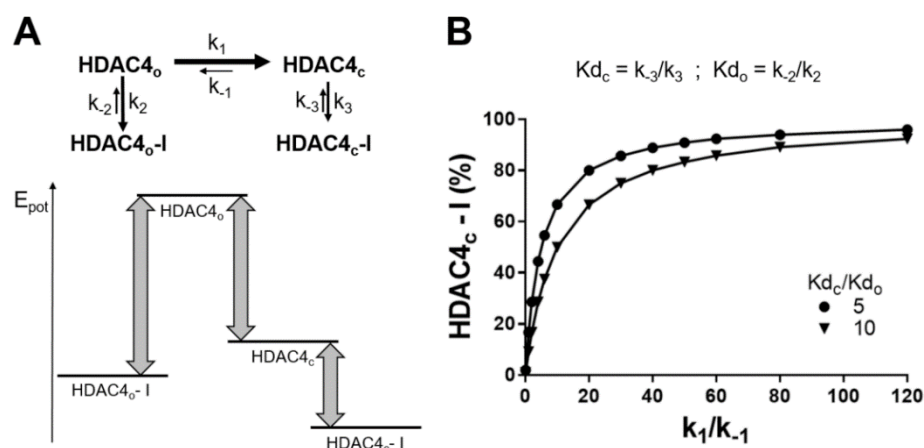 A
HDAC4ₒ
k₁
k₋₁
HDAC4c
k₋₂
k₂
k₋₃
k₃
HDAC4ₒ-I
HDAC4c-I
Epot
HDAC4ₒ
HDAC4c
HDAC4ₒ- I
HDAC4c- I
B
Kdc = k₋₃/k₃ ; Kdₒ = k₋₂/k₂
HDAC4c - I (%)
100
80
60
40
20
0
Kdc/Kdₒ
5
10
0 20 40 60 80 100 120
k₁/k₋₁